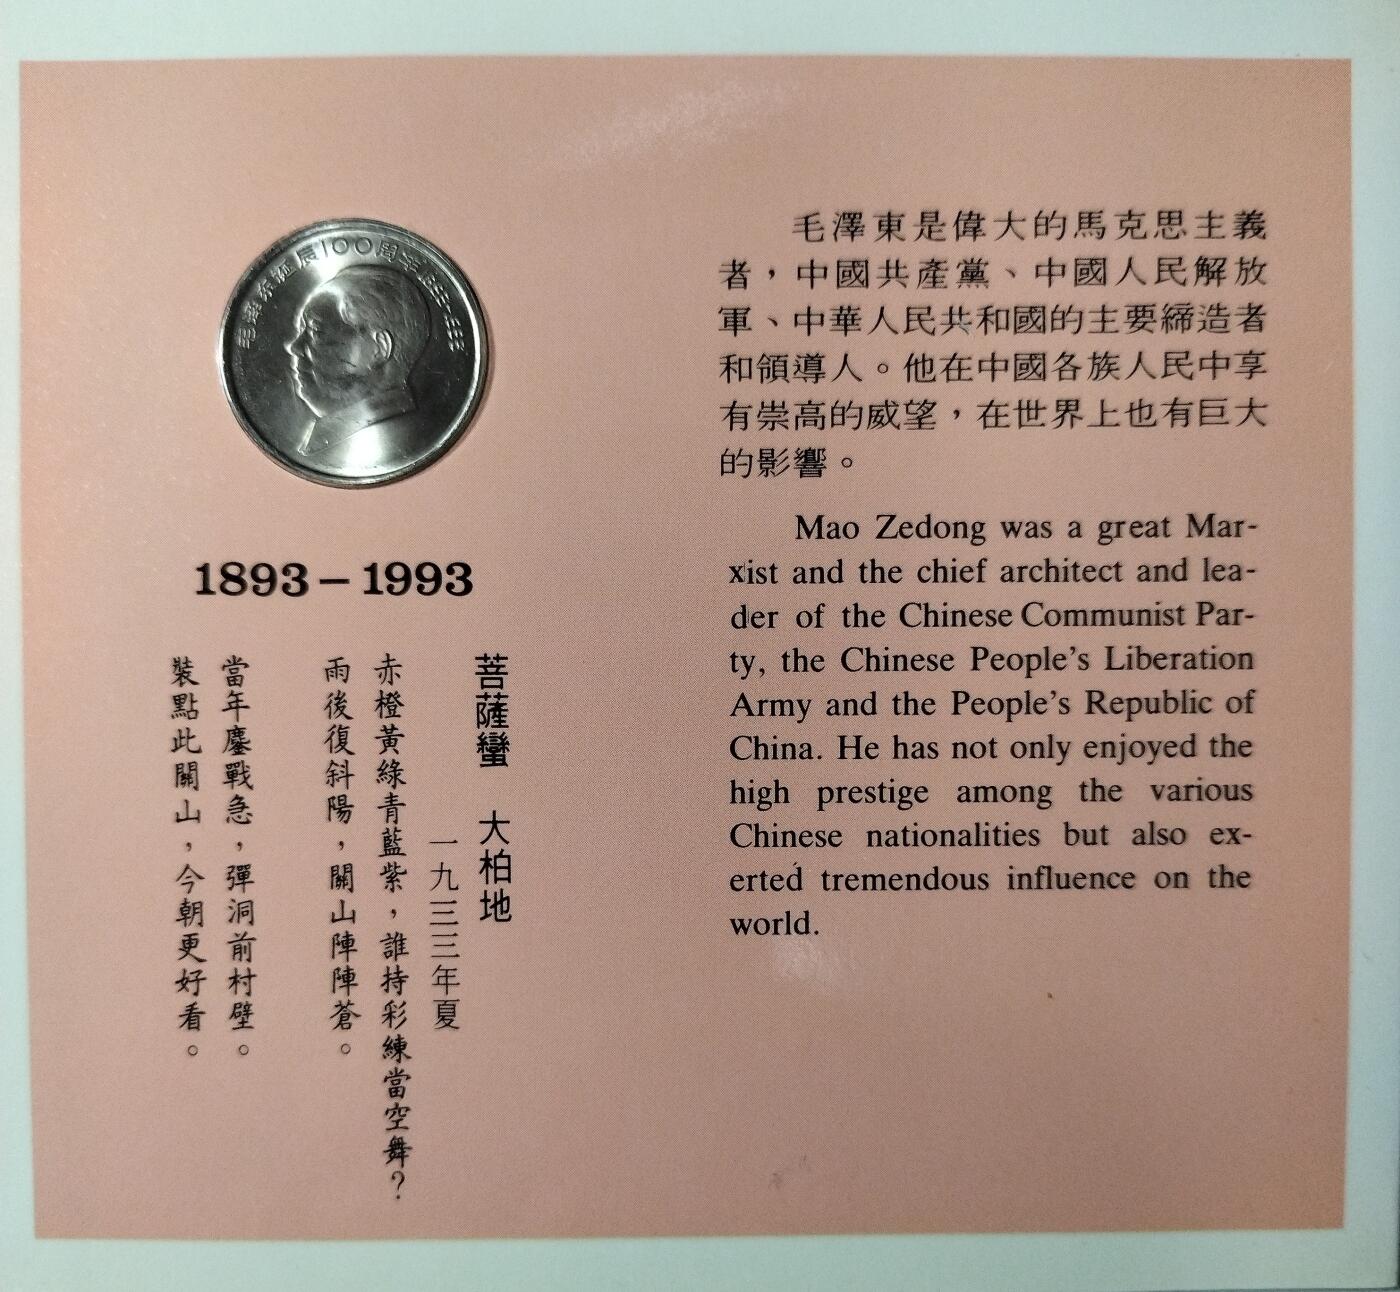 毛澤東誕辰100周年
1893－1993
菩薩蠻　大柏地
一九三三年夏
赤橙黃綠青藍紫，誰持彩練當空舞？
雨後復斜陽，關山陣陣蒼。
當年鏖戰急，彈洞前村壁。
裝點此關山，今朝更好看。
毛澤東是偉大的馬克思主義
者，中國共產黨、中國人民解放
軍、中華人民共和國的主要締造者
和領導人。他在中國各族人民中享
有崇高的威望，在世界上也有巨大
的影響。
Mao Zedong was a great Mar-
xist and the chief architect and lea-
der of the Chinese Communist Par-
ty, the Chinese People's Liberation
Army and the People's Republic of
China. He has not only enjoyed the
high prestige among the various
Chinese nationalities but also ex-
erted tremendous influence on the
world.